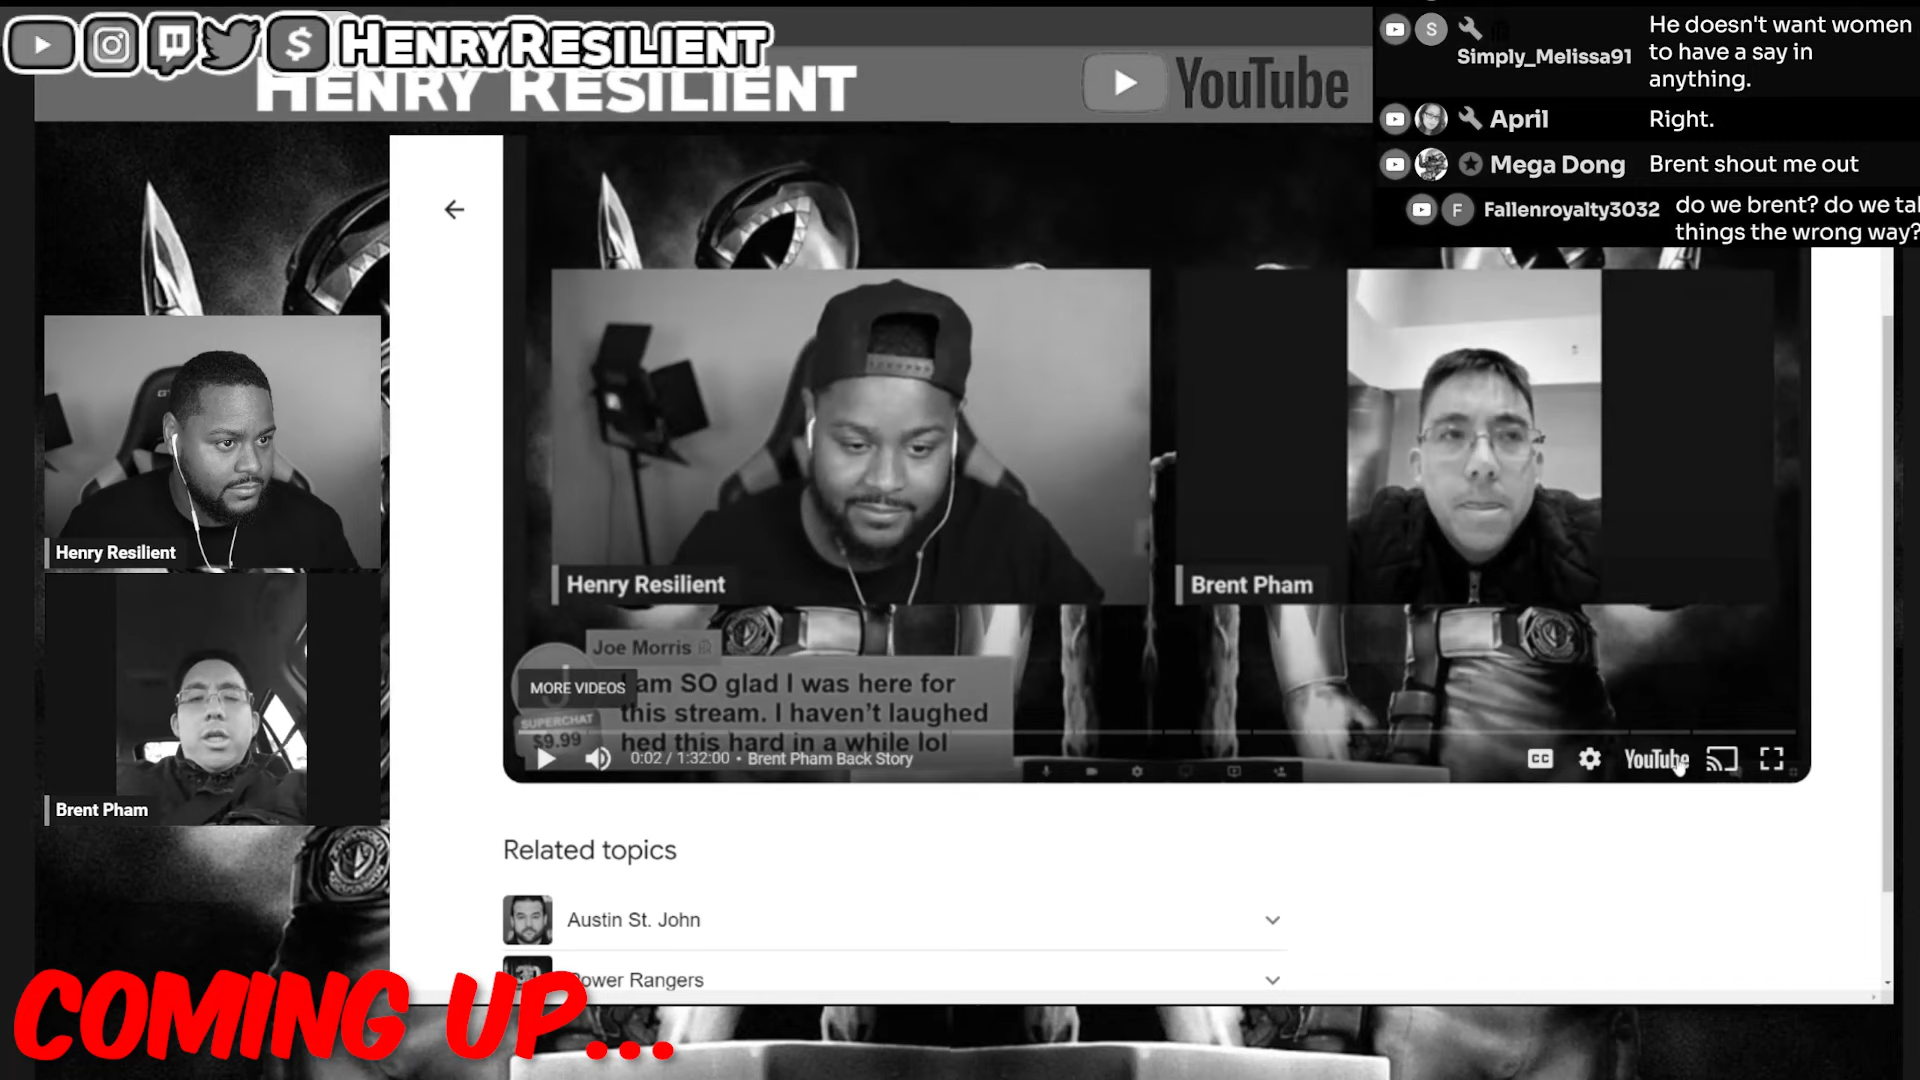 HENRYRESILIENT
HENRY RESILIENT
YouTube
S
Simply_Melissa91
He doesn't want women
to have a say in
anything.
April
Right.
Mega Dong
Brent shout me out
F
Fallenroyalty3032
do we brent? do we tal
things the wrong way?
Henry Resilient
Brent Pham
Henry Resilient
Brent Pham
Joe Morris
MORE VIDEOS
am SO glad I was here for
this stream. I haven't laughed
hed this hard in a while lol
SUPERCHAT
$9.99
0:02 / 1:32:00 • Brent Pham Back Story
CC
YouTube
Related topics
Austin St. John
ower Rangers
COMING UP...